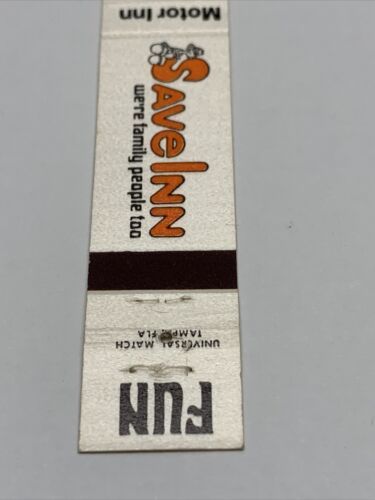 Motor Inn
SaveInn
we're family people too
UNIVERSAL MATCH
TAMPA, FLA
FUN